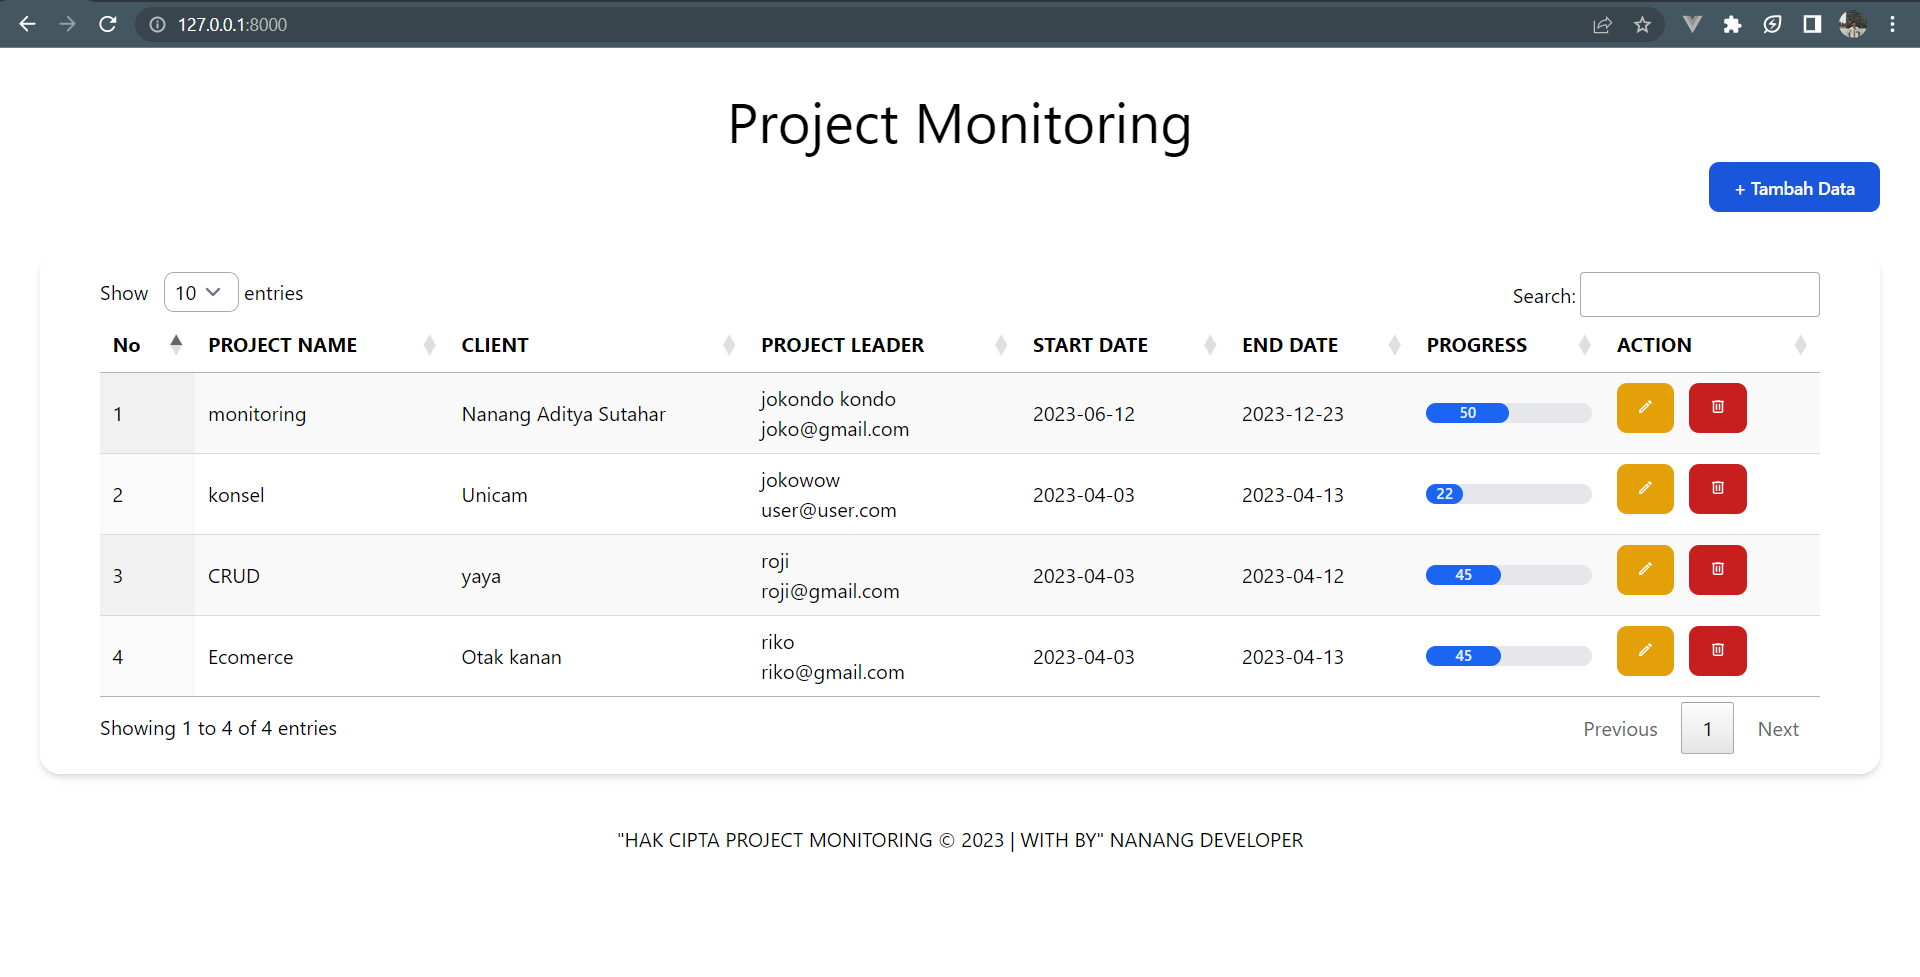 127.0.0.1:8000
Project Monitoring
+ Tambah Data
Show 10 entries
Search:
No PROJECT NAME CLIENT PROJECT LEADER START DATE END DATE PROGRESS ACTION
1 monitoring Nanang Aditya Sutahar jokondo kondo 2023-06-12 2023-12-23 50
joko@gmail.com
2 konsel Unicam jokowow 2023-04-03 2023-04-13 22
user@user.com
3 CRUD yaya roji 2023-04-03 2023-04-12 45
roji@gmail.com
4 Ecomerce Otak kanan riko 2023-04-03 2023-04-13 45
riko@gmail.com
Showing 1 to 4 of 4 entries
Previous 1 Next
"HAK CIPTA PROJECT MONITORING © 2023 | WITH BY" NANANG DEVELOPER